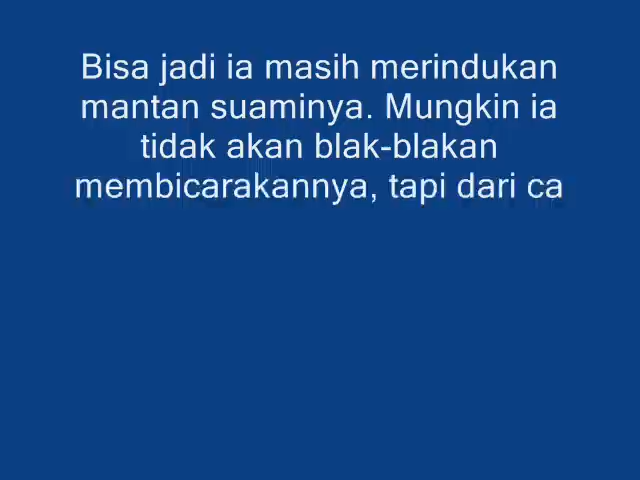 Bisa jadi ia masih merindukan
mantan suaminya. Mungkin ia
tidak akan blak-blakan
membicarakannya, tapi dari ca